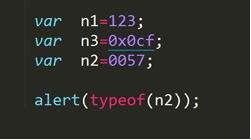 var n1=123;
var n3=0x0cf;
var n2=0057;
alert(typeof(n2));